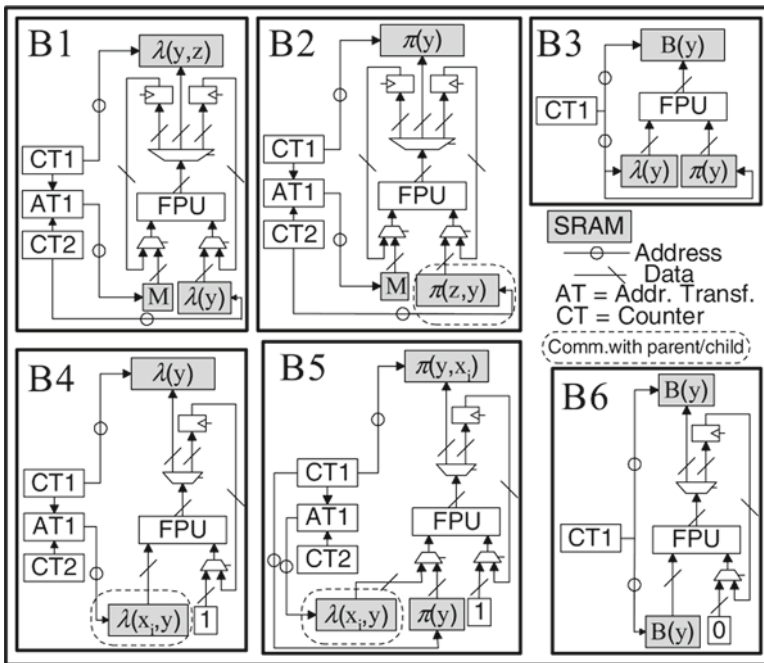 B1
λ(y,z)
CT1
AT1
CT2
FPU
M
λ(y)
B2
π(y)
CT1
AT1
CT2
FPU
M
π(z,y)
B3
B(y)
CT1
FPU
λ(y)
π(y)
SRAM
Address
Data
AT = Addr. Transf.
CT = Counter
Comm.with parent/child
B4
λ(y)
CT1
AT1
CT2
FPU
λ(xᵢ,y)
1
B5
π(y,xᵢ)
CT1
AT1
CT2
FPU
λ(xᵢ,y)
π(y)
1
B6
B(y)
CT1
FPU
B(y)
0